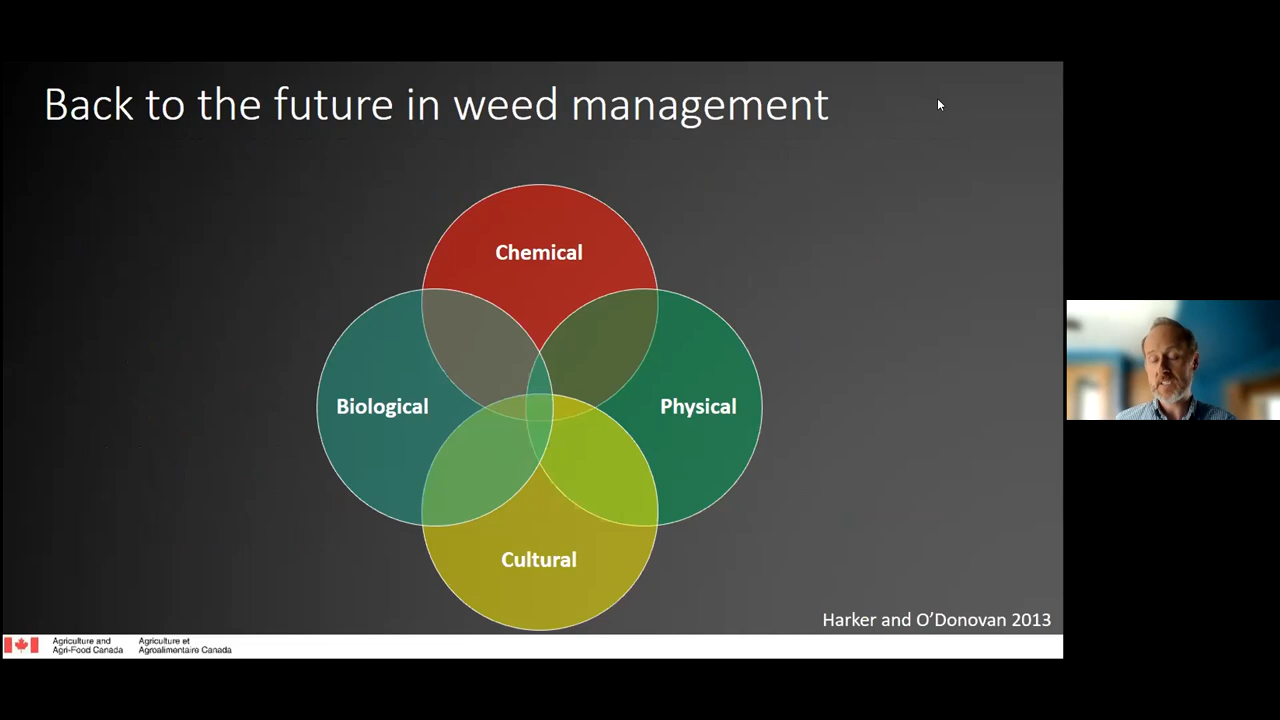 Back to the future in weed management
Chemical
Biological
Physical
Cultural
Harker and O'Donovan 2013
Agriculture and
Agri-Food Canada
Agriculture et
Agroalimentaire Canada